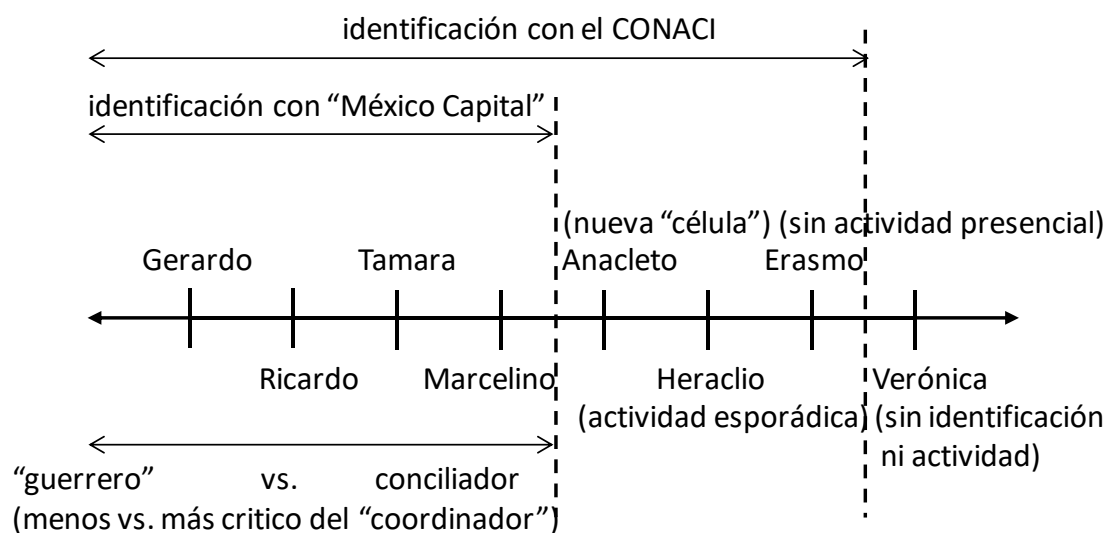 identificación con el CONACI
identificación con “México Capital”
(nueva “célula”) (sin actividad presencial)
Gerardo Tamara Anacleto Erasmo
Ricardo Marcelino Heraclio Verónica
(actividad esporádica) (sin identificación
ni actividad)
“guerrero” vs. conciliador
(menos vs. más critico del “coordinador”)